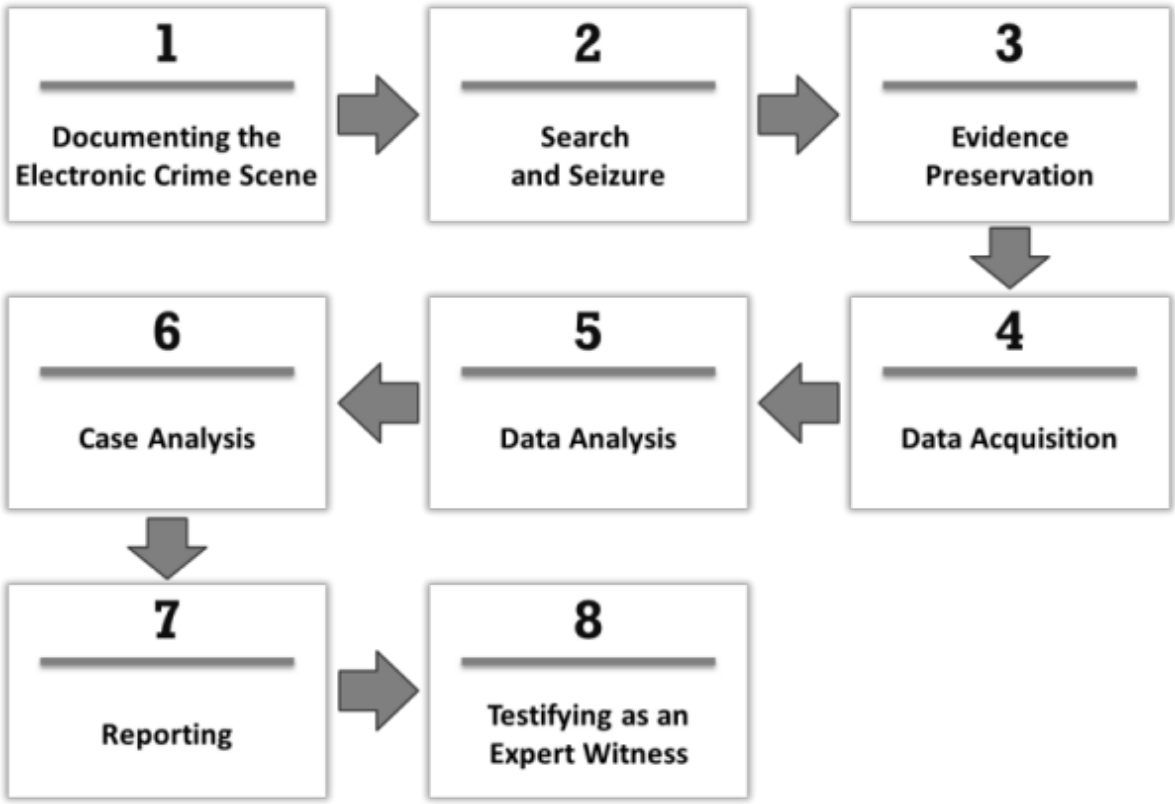 1
Documenting the
Electronic Crime Scene
2
Search
and Seizure
3
Evidence
Preservation
4
Data Acquisition
5
Data Analysis
6
Case Analysis
7
Reporting
8
Testifying as an
Expert Witness